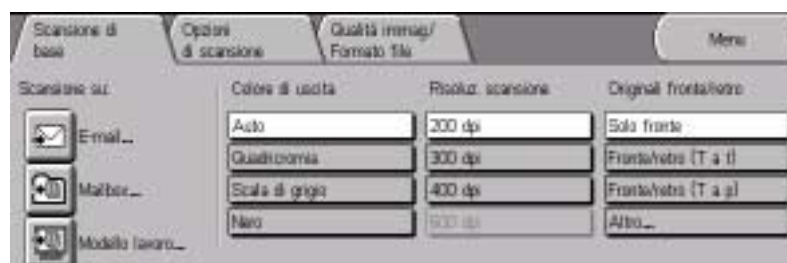 Scansione di base
Opzioni di scansione
Qualità immag/ Formato file
Menu
Scansione su:
Colore di uscita
Risoluz. scansione
Originali fronte/retro
E-mail...
Auto
200 dpi
Solo fronte
Quadricromia
300 dpi
Fronte/retro (T a t)
Mailbox...
Scala di grigio
400 dpi
Fronte/retro (T a p)
Nero
600 dpi
Altro...
Modello lavoro...